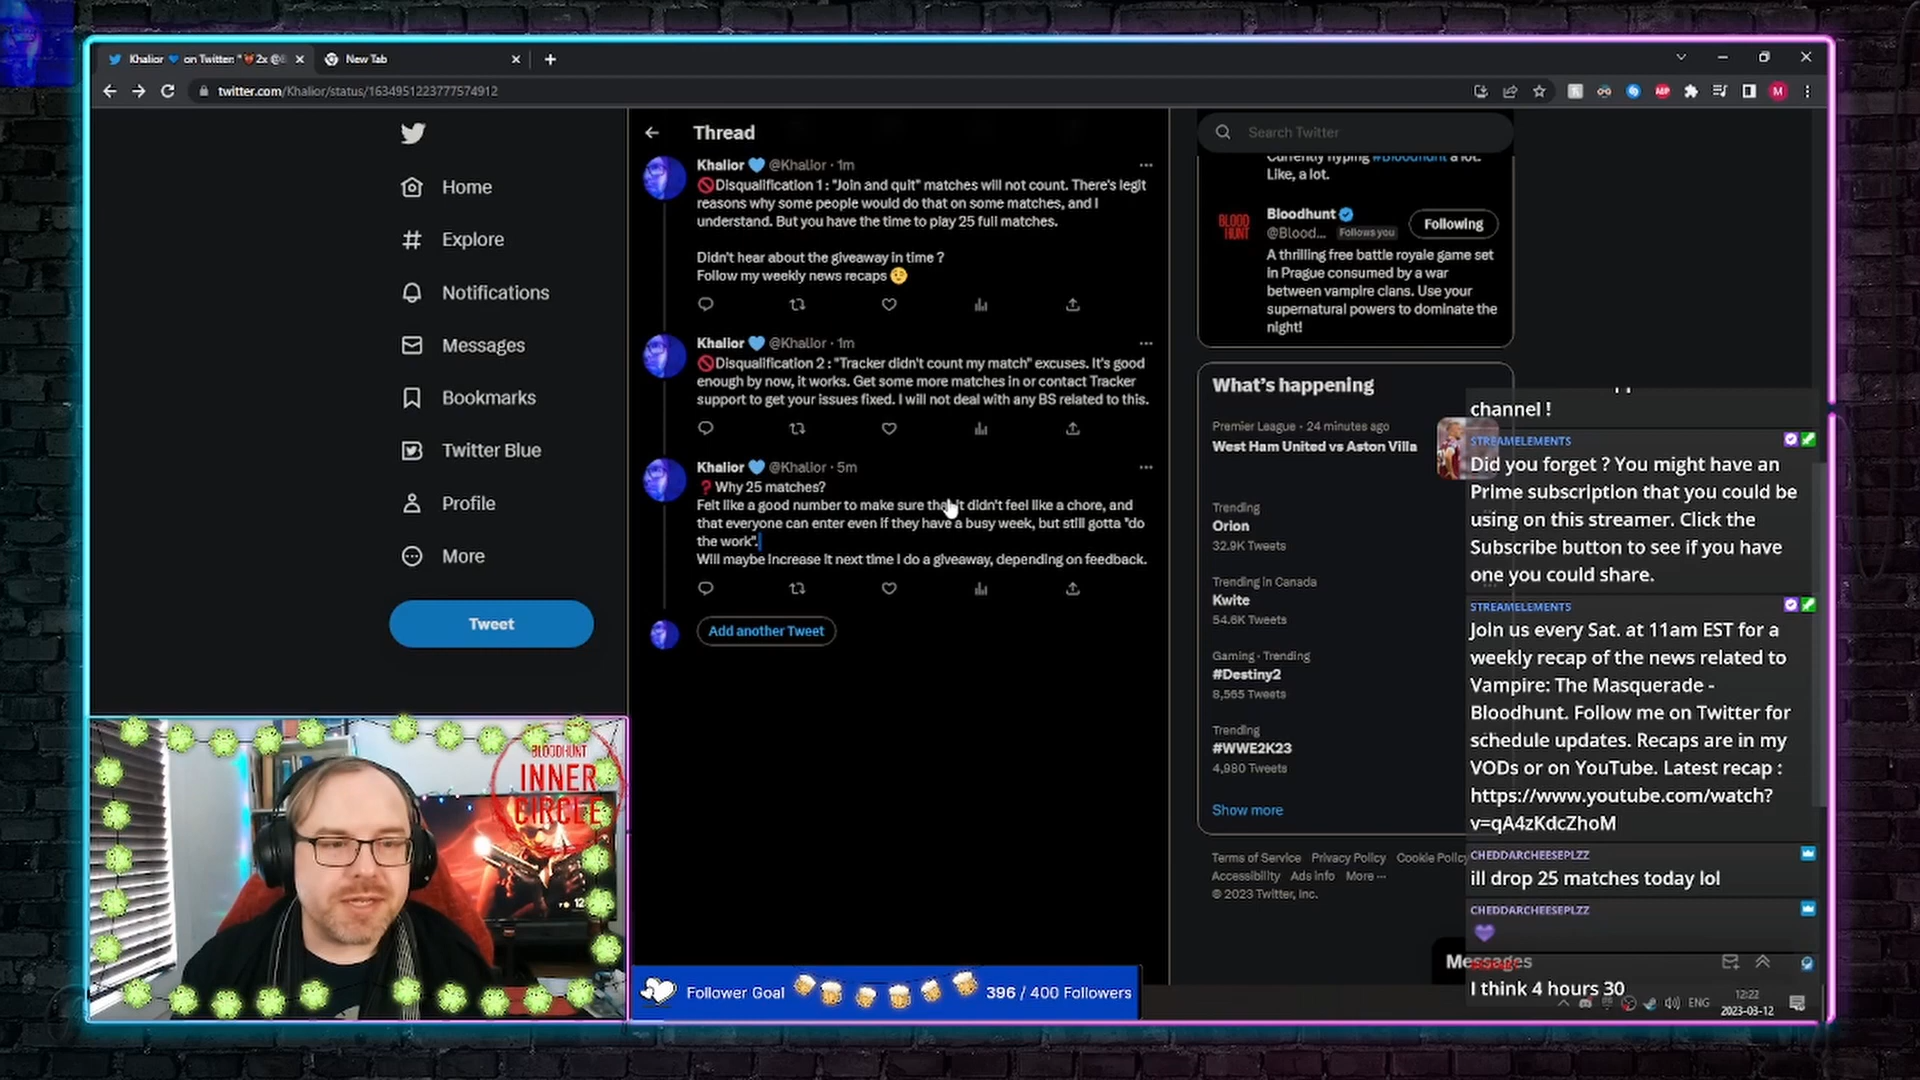 Khalior 💙 on Twitter: "
New Tab
twitter.com/Khalior/status/1634951223777574912
Home
Explore
Notifications
Messages
Bookmarks
Twitter Blue
Profile
More
Tweet
Thread
Khalior 💙 @Khalior · 1m
🚫Disqualification 1 : "Join and quit" matches will not count. There's legit
reasons why some people would do that on some matches, and I
understand. But you have the time to play 25 full matches.
Didn't hear about the giveaway in time ?
Follow my weekly news recaps
Khalior 💙 @Khalior · 1m
🚫Disqualification 2 : "Tracker didn't count my match" excuses. It's good
enough by now, it works. Get some more matches in or contact Tracker
support to get your issues fixed. I will not deal with any BS related to this.
Khalior 💙 @Khalior · 5m
❓Why 25 matches?
Felt like a good number to make sure that it didn't feel like a chore, and
that everyone can enter even if they have a busy week, but still gotta "do
the work".
Will maybe increase it next time I do a giveaway, depending on feedback.
Add another Tweet
Search Twitter
Currently hyping #Bloodhunt a lot.
Like, a lot.
BLOOD
HUNT
Bloodhunt
@Blood... Follows you
Following
A thrilling free battle royale game set
in Prague consumed by a war
between vampire clans. Use your
supernatural powers to dominate the
night!
What's happening
Premier League · 24 minutes ago
West Ham United vs Aston Villa
Trending
Orion
32.9K Tweets
Trending in Canada
Kwite
54.6K Tweets
Gaming · Trending
#Destiny2
8,565 Tweets
Trending
#WWE2K23
4,980 Tweets
Show more
Terms of Service Privacy Policy Cookie Policy
Accessibility Ads info More ···
© 2023 Twitter, Inc.
Messages
channel !
STREAMELEMENTS
Did you forget ? You might have an
Prime subscription that you could be
using on this streamer. Click the
Subscribe button to see if you have
one you could share.
STREAMELEMENTS
Join us every Sat. at 11am EST for a
weekly recap of the news related to
Vampire: The Masquerade -
Bloodhunt. Follow me on Twitter for
schedule updates. Recaps are in my
VODs or on YouTube. Latest recap :
https://www.youtube.com/watch?
v=qA4zKdcZhoM
CHEDDARCHEESEPLZZ
ill drop 25 matches today lol
CHEDDARCHEESEPLZZ
💜
I think 4 hours 30
ENG
12:22
2023-03-12
BLOODHUNT
INNER
CIRCLE
Follower Goal
396 / 400 Followers